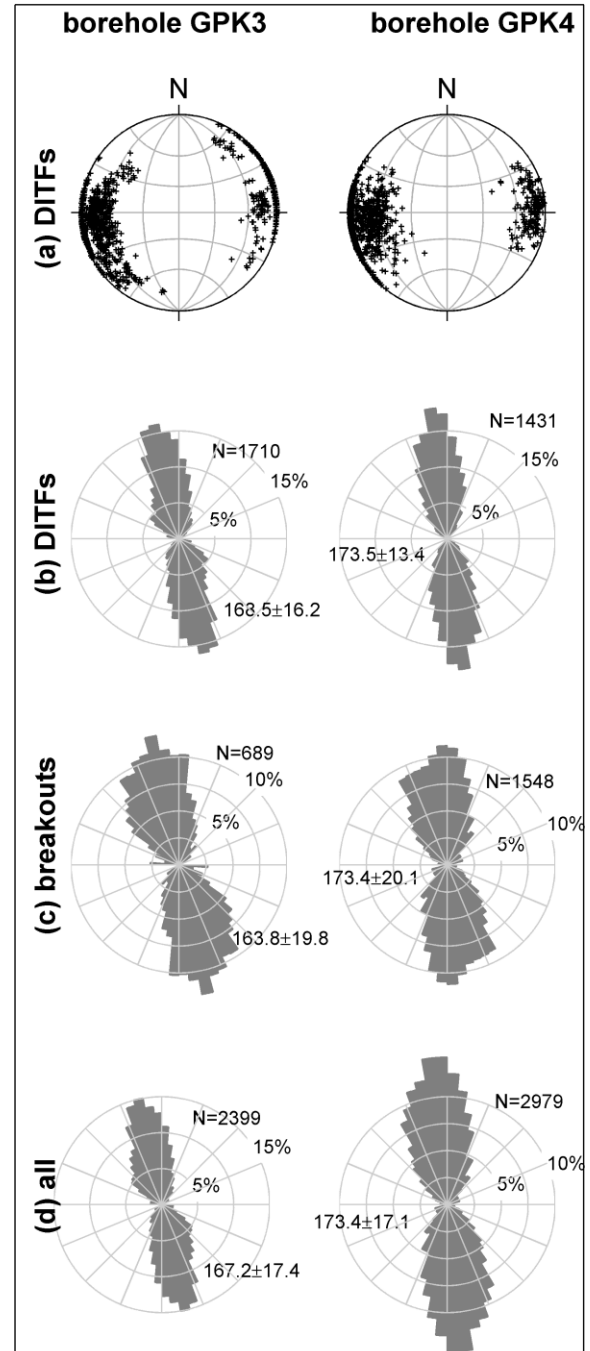 borehole GPK3 borehole GPK4
(a) DITFs
N N
(b) DITFs
N=1710
15%
5%
168.5±16.2
N=1431
15%
5%
173.5±13.4
(c) breakouts
N=689
10%
5%
163.8±19.8
N=1548
10%
5%
173.4±20.1
(d) all
N=2399
15%
5%
167.2±17.4
N=2979
10%
5%
173.4±17.1